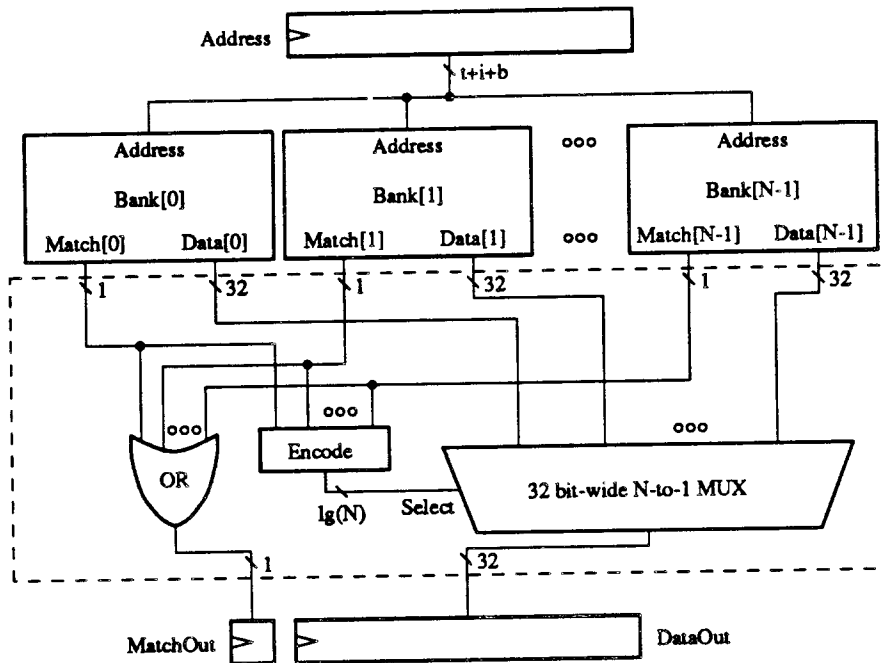 Address
t+i+b
Address Address ooo Address
Bank[0] Bank[1] Bank[N-1]
Match[0] Data[0] Match[1] Data[1] ooo Match[N-1] Data[N-1]
1 32 1 32 1 32
ooo ooo ooo
Encode
OR 32 bit-wide N-to-1 MUX
lg(N) Select
1 32
MatchOut DataOut